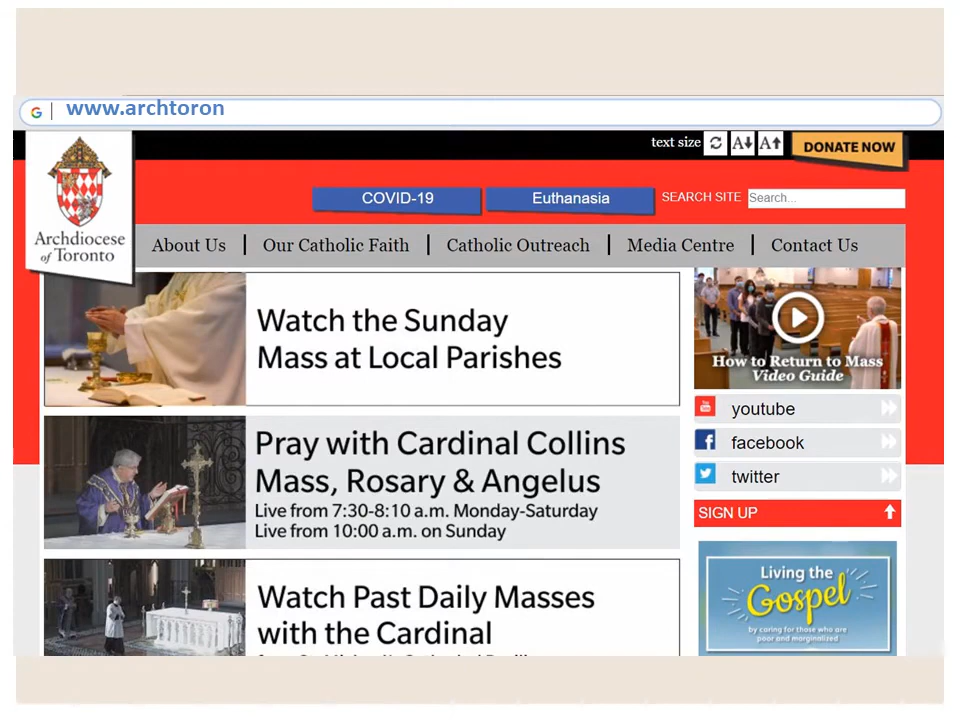 www.archtoron
text size A A
DONATE NOW
COVID-19 Euthanasia SEARCH SITE Search...
Archdiocese
of Toronto
About Us | Our Catholic Faith | Catholic Outreach | Media Centre | Contact Us
Watch the Sunday
Mass at Local Parishes
How to Return to Mass
Video Guide
youtube
facebook
twitter
SIGN UP
Pray with Cardinal Collins
Mass, Rosary & Angelus
Live from 7:30-8:10 a.m. Monday-Saturday
Live from 10:00 a.m. on Sunday
Living the
Gospel
by caring for those who are
poor and marginalized
Watch Past Daily Masses
with the Cardinal